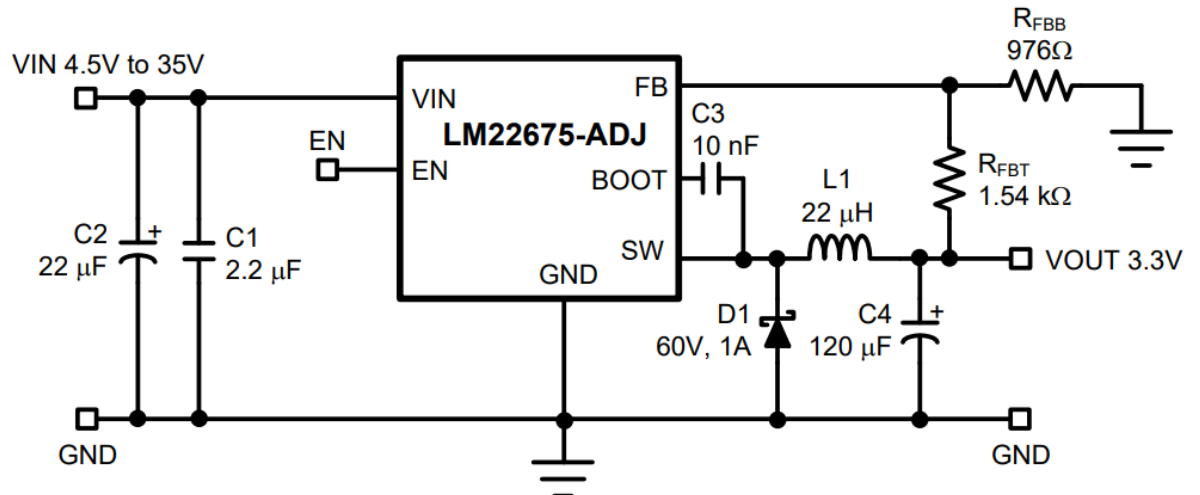 VIN 4.5V to 35V
EN
C2
22 µF
+
C1
2.2 µF
GND
VIN
LM22675-ADJ
EN
FB
BOOT
SW
GND
C3
10 nF
L1
22 µH
D1
60V, 1A
C4
120 µF
+
RFBB
976Ω
RFBT
1.54 kΩ
VOUT 3.3V
GND